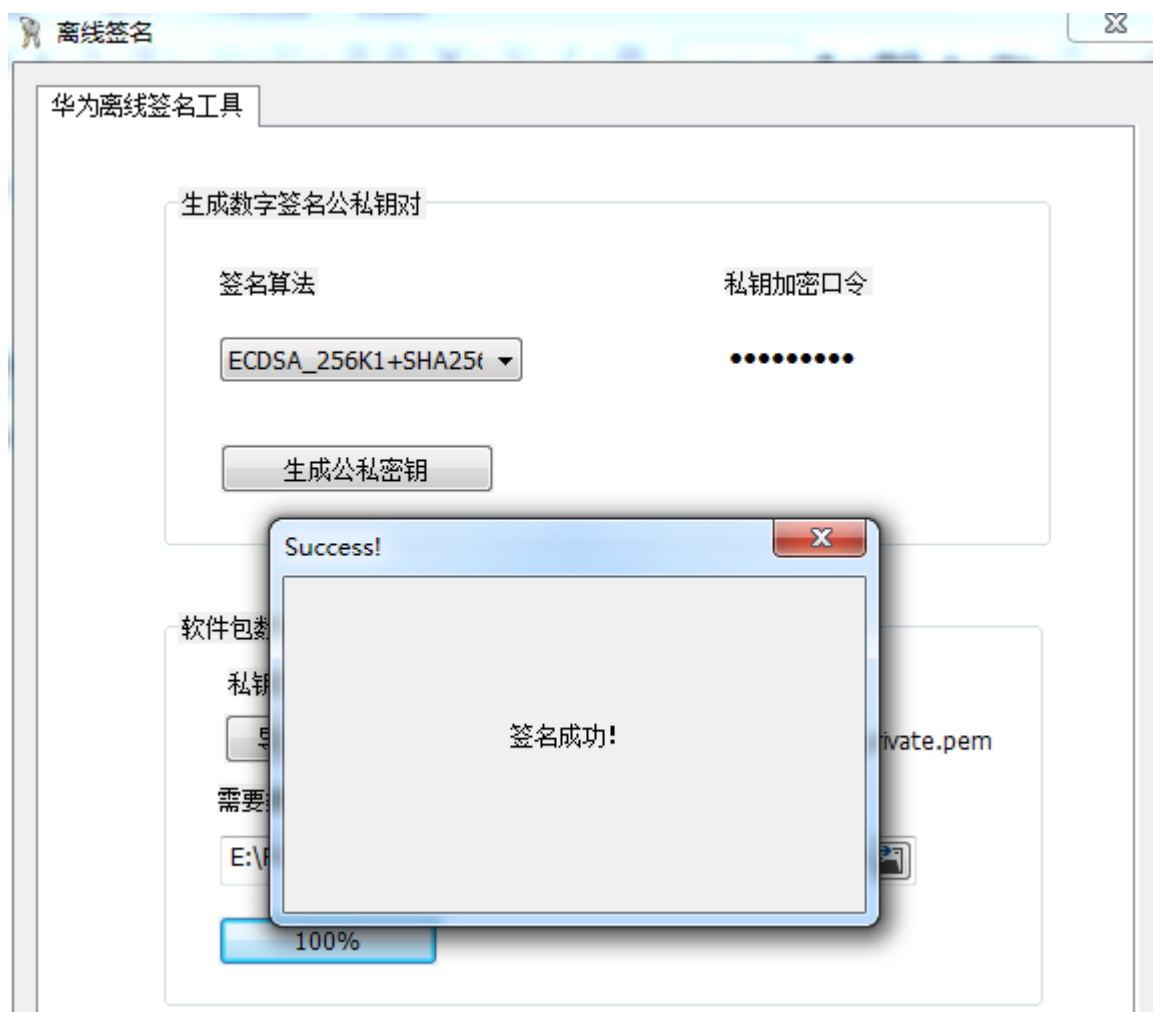 离线签名
华为离线签名工具
生成数字签名公私钥对
签名算法 私钥加密口令
ECDSA_256K1+SHA256 •••••••••
生成公私密钥
Success!
软件包数
私钥
签名成功!
ivate.pem
需要
E:\F
100%